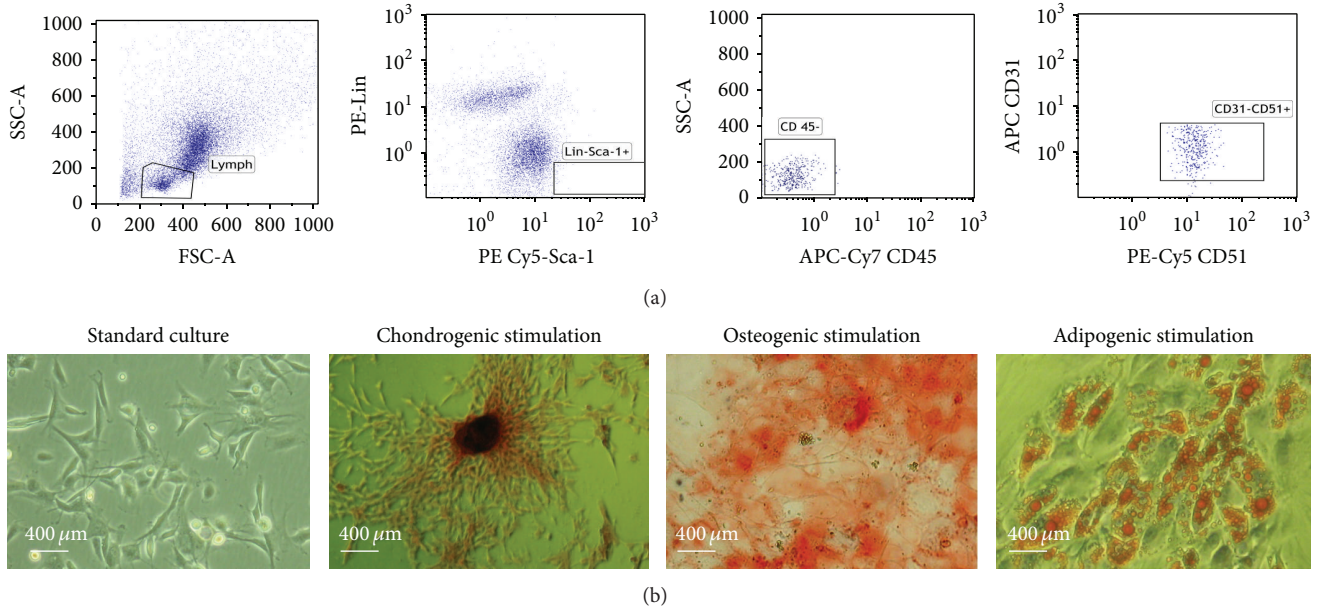 1000
800
600
400
200
0
SSC-A
Lymph
0 200 400 600 800 1000
FSC-A
10³
10²
10¹
10⁰
PE-Lin
Lin-Sca-1+
10⁰ 10¹ 10² 10³
PE Cy5-Sca-1
1000
800
600
400
200
0
SSC-A
CD 45-
10⁰ 10¹ 10² 10³
APC-Cy7 CD45
10³
10²
10¹
10⁰
APC CD31
CD31-CD51+
10⁰ 10¹ 10² 10³
PE-Cy5 CD51
(a)
Standard culture
400 μm
Chondrogenic stimulation
400 μm
Osteogenic stimulation
400 μm
Adipogenic stimulation
400 μm
(b)